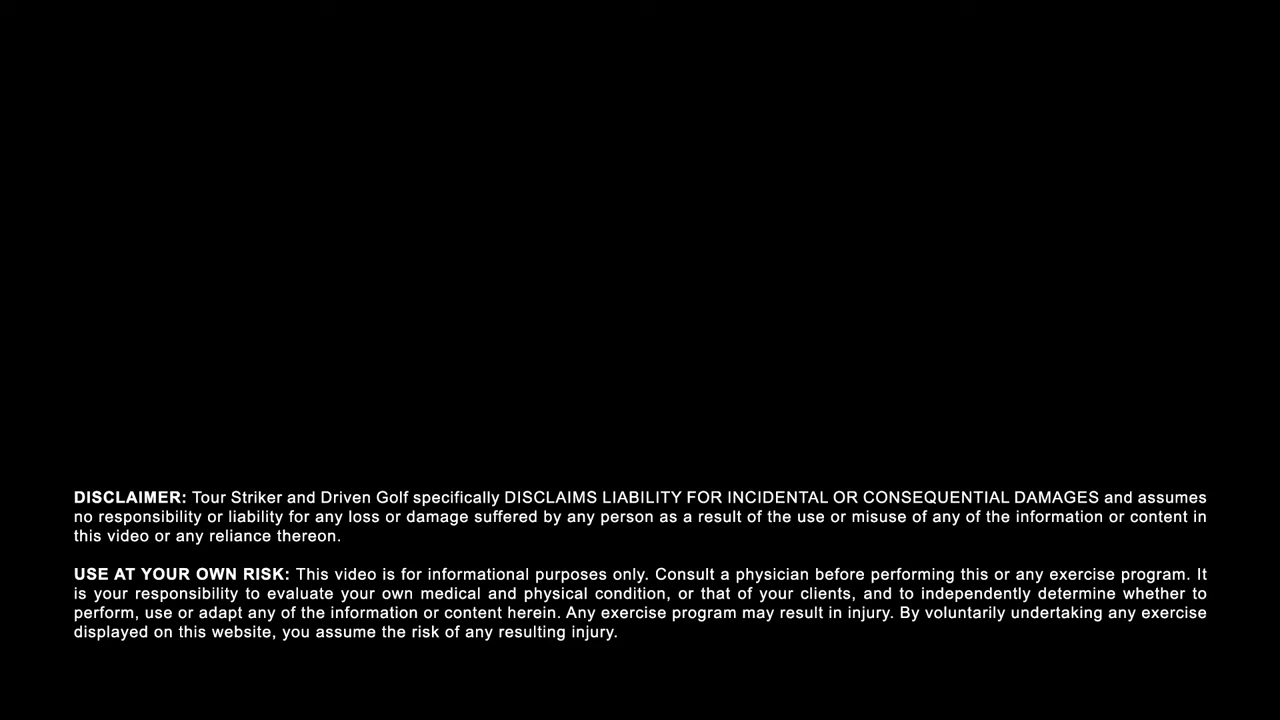 DISCLAIMER: Tour Striker and Driven Golf specifically DISCLAIMS LIABILITY FOR INCIDENTAL OR CONSEQUENTIAL DAMAGES and assumes
no responsibility or liability for any loss or damage suffered by any person as a result of the use or misuse of any of the information or content in
this video or any reliance thereon.
USE AT YOUR OWN RISK: This video is for informational purposes only. Consult a physician before performing this or any exercise program. It
is your responsibility to evaluate your own medical and physical condition, or that of your clients, and to independently determine whether to
perform, use or adapt any of the information or content herein. Any exercise program may result in injury. By voluntarily undertaking any exercise
displayed on this website, you assume the risk of any resulting injury.